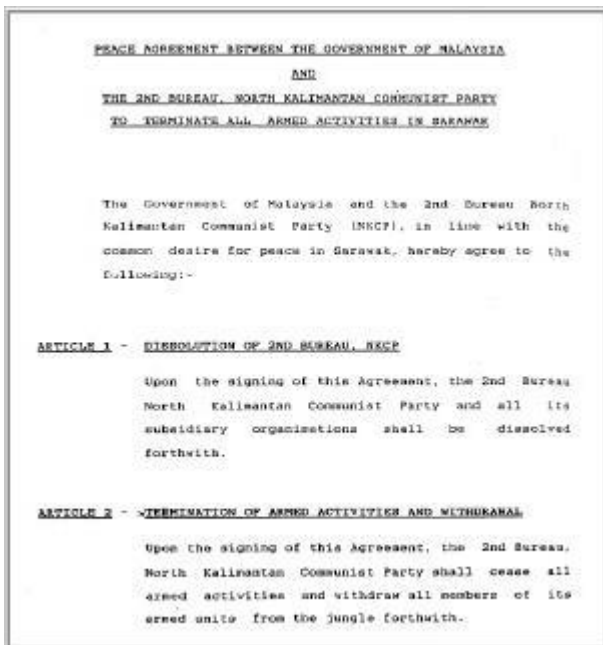 PEACE AGREEMENT BETWEEN THE GOVERNMENT OF MALAYSIA
AND
THE 2ND BUREAU, NORTH KALIMANTAN COMMUNIST PARTY
TO TERMINATE ALL ARMED ACTIVITIES IN SARAWAK
The Government of Malaysia and the 2nd Bureau North
Kalimantan Communist Party (NKCP), in line with the
common desire for peace in Sarawak, hereby agree to the
following:-
ARTICLE 1 - DISSOLUTION OF 2ND BUREAU, NKCP
Upon the signing of this Agreement, the 2nd Bureau
North Kalimantan Communist Party and all its
subsidiary organisations shall be dissolved
forthwith.
ARTICLE 2 - TERMINATION OF ARMED ACTIVITIES AND WITHDRAWAL
Upon the signing of this Agreement, the 2nd Bureau,
North Kalimantan Communist Party shall cease all
armed activities and withdraw all members of its
armed units from the jungle forthwith.